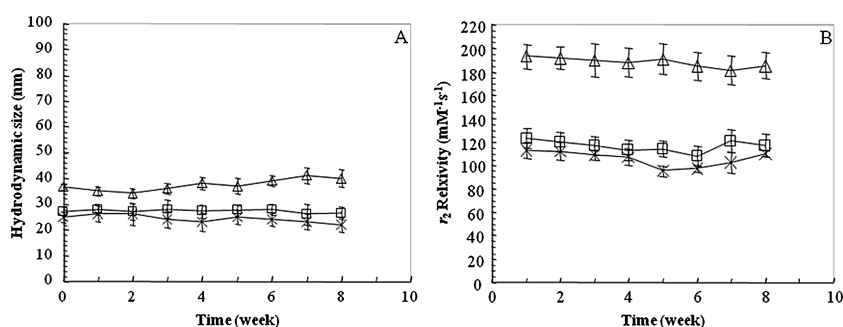 A
Hydrodynamic size (nm)
100
90
80
70
60
50
40
30
20
10
0
0 2 4 6 8 10
Time (week)
B
r2 Relxivity (mM-1s-1)
220
200
180
160
140
120
100
80
60
40
20
0
0 2 4 6 8 10
Time (week)